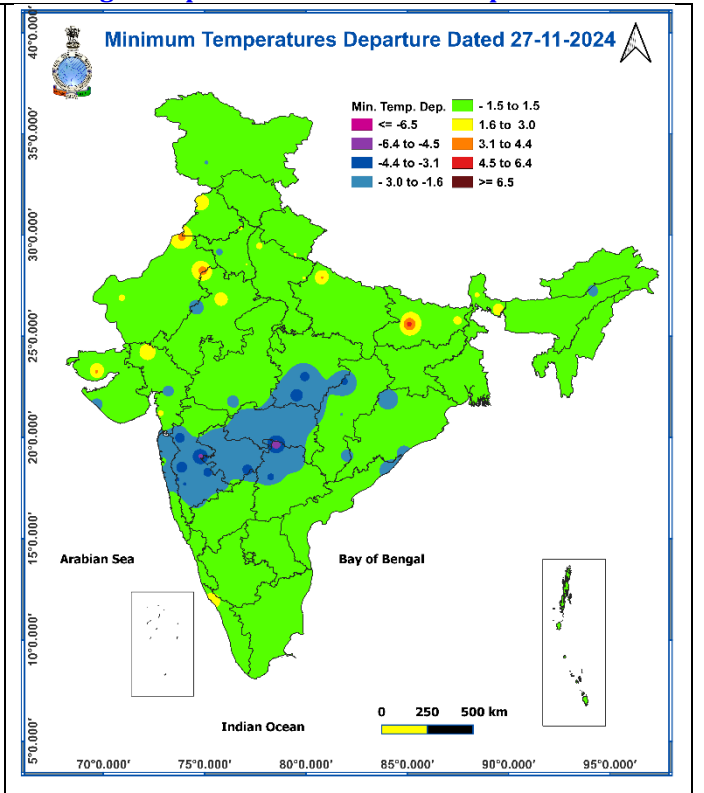 Minimum Temperatures Departure Dated 27-11-2024
Min. Temp. Dep.
<= -6.5
-6.4 to -4.5
-4.4 to -3.1
- 3.0 to -1.6
- 1.5 to 1.5
1.6 to 3.0
3.1 to 4.4
4.5 to 6.4
>= 6.5
40°0.000'
35°0.000'
30°0.000'
25°0.000'
20°0.000'
15°0.000'
10°0.000'
5°0.000'
Arabian Sea
Bay of Bengal
Indian Ocean
0 250 500 km
70°0.000' 75°0.000' 80°0.000' 85°0.000' 90°0.000' 95°0.000'